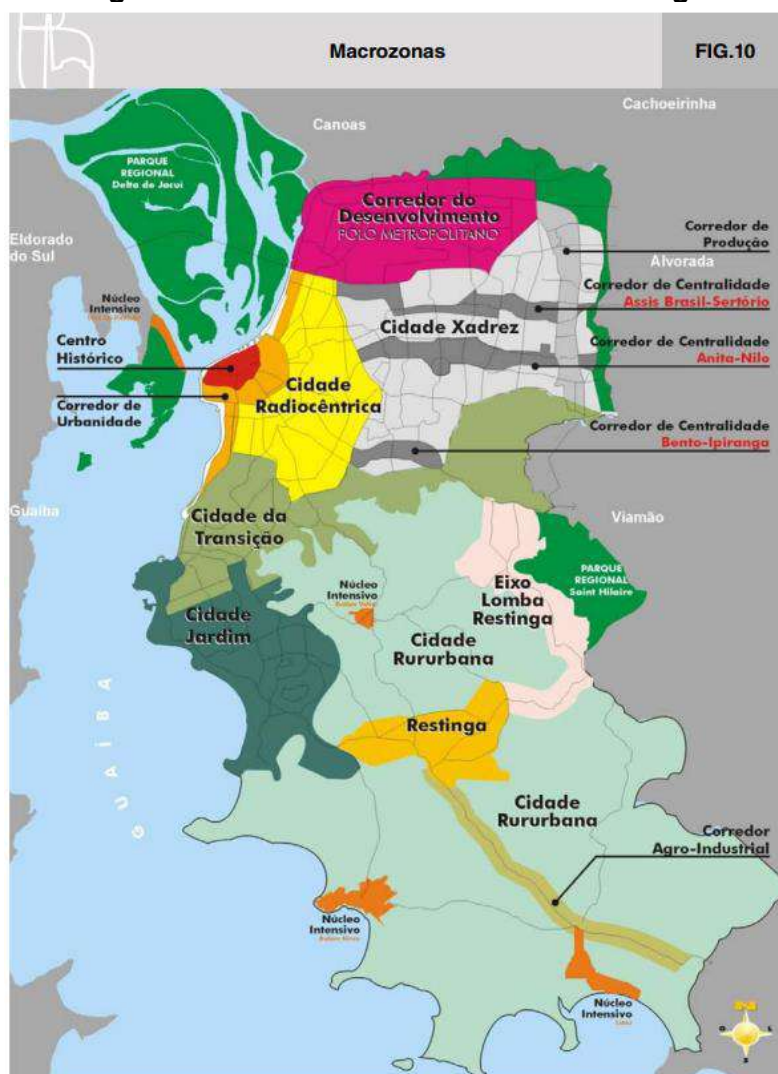 Macrozonas
FIG.10
Cachoeirinha
Canoas
PARQUE
REGIONAL
Delta do Jacuí
Corredor do
Desenvolvimento
POLO METROPOLITANO
Corredor de
Produção
Eldorado
do Sul
Alvorada
Núcleo
Intensivo
Corredor de Centralidade
Assis Brasil-Sertório
Cidade Xadrez
Centro
Histórico
Corredor de Centralidade
Anita-Nilo
Cidade
Radiocêntrica
Corredor de
Urbanidade
Corredor de Centralidade
Bento-Ipiranga
Guaíba
Viamão
Cidade da
Transição
PARQUE
REGIONAL
Saint Hilaire
Núcleo
Intensivo
Eixo
Lomba
Restinga
Cidade
Jardim
Cidade
Rururbana
GUAÍBA
Restinga
Cidade
Rururbana
Corredor
Agro-Industrial
Núcleo
Intensivo
Núcleo
Intensivo
N
O
L
S